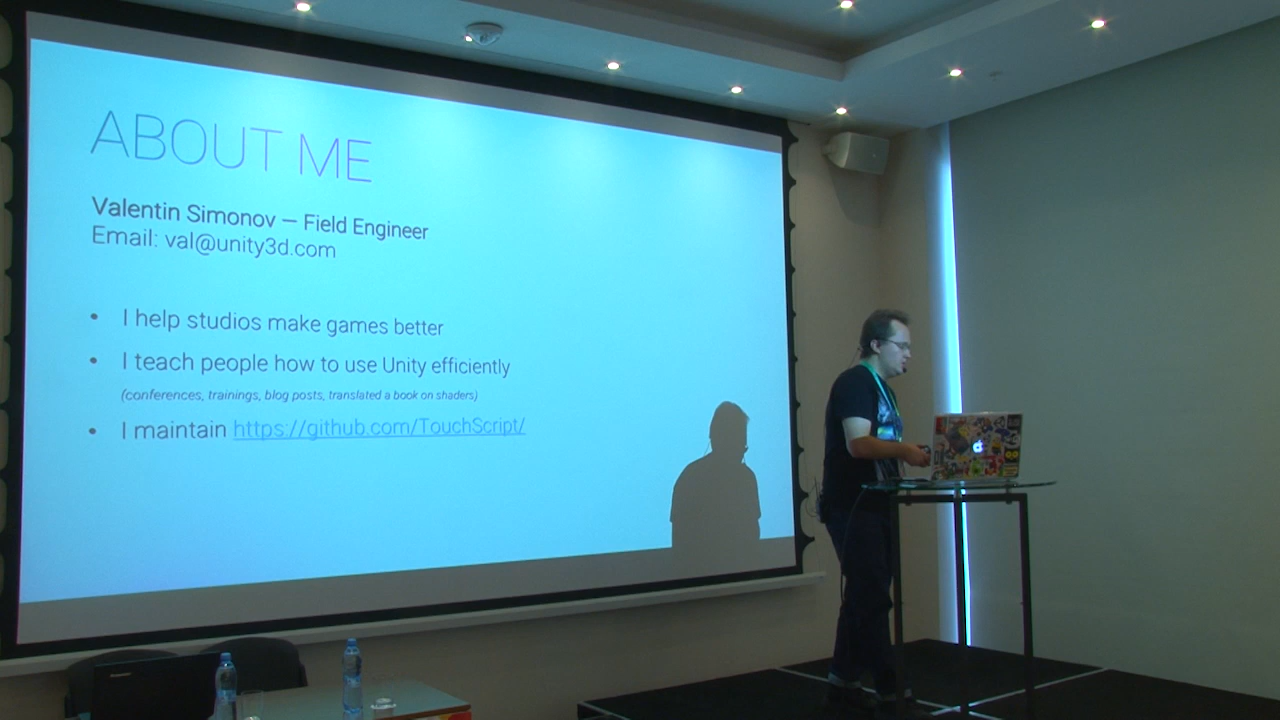 ABOUT ME
Valentin Simonov — Field Engineer
Email: val@unity3d.com
• I help studios make games better
• I teach people how to use Unity efficiently
(conferences, trainings, blog posts, translated a book on shaders)
• I maintain https://github.com/TouchScript/